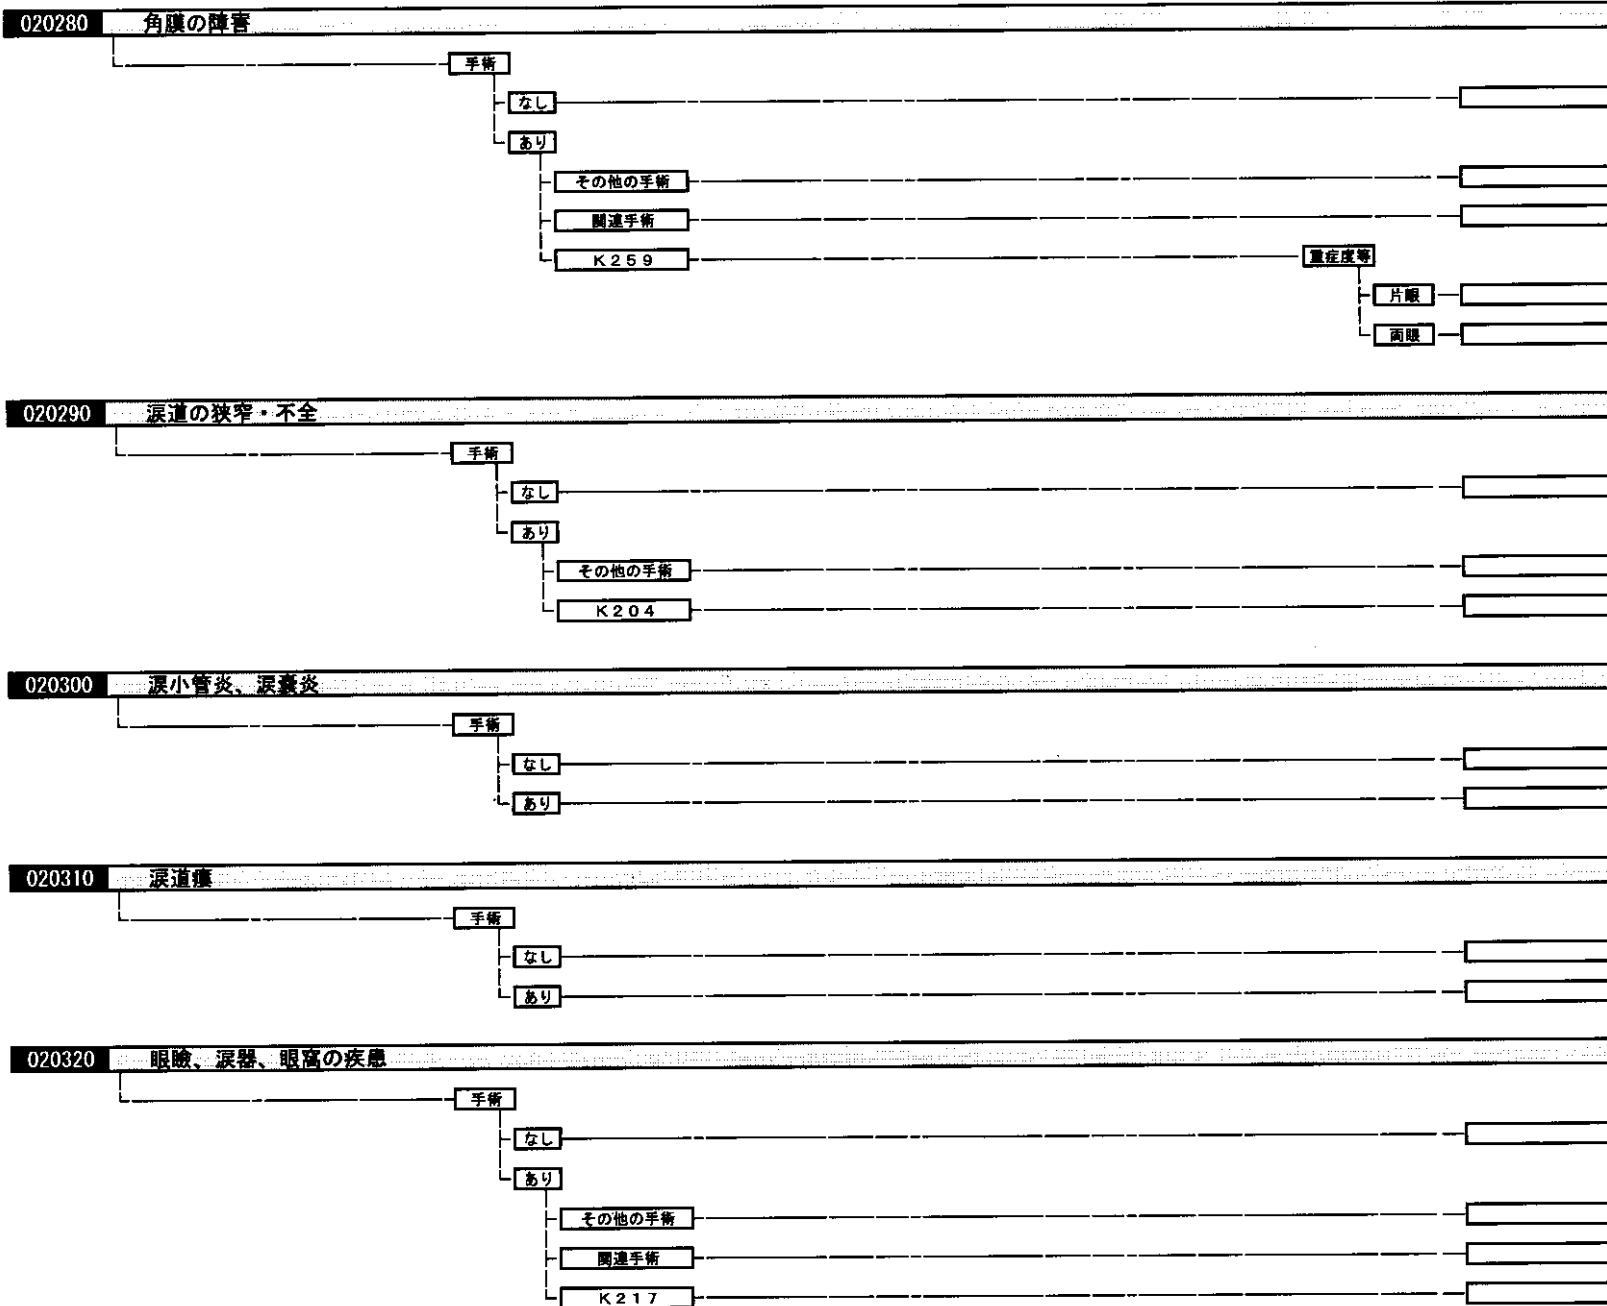 020280 角膜の障害
手術
なし
あり
その他の手術
関連手術
K259 重症度等
片眼
両眼
020290 涙道の狭窄・不全
手術
なし
あり
その他の手術
K204
020300 涙小管炎、涙嚢炎
手術
なし
あり
020310 涙道瘻
手術
なし
あり
020320 眼瞼、涙器、眼窩の疾患
手術
なし
あり
その他の手術
関連手術
K217